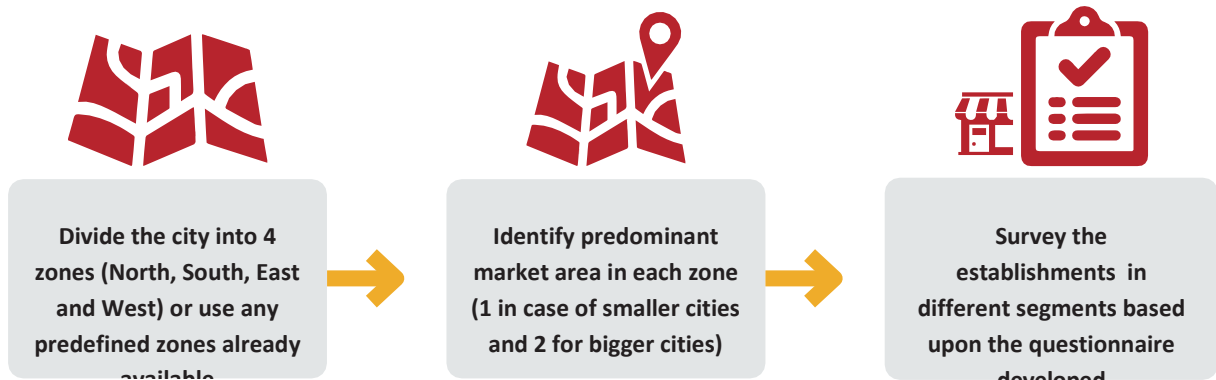 Divide the city into 4
zones (North, South, East
and West) or use any
predefined zones already
available
Identify predominant
market area in each zone
(1 in case of smaller cities
and 2 for bigger cities)
Survey the
establishments in
different segments based
upon the questionnaire
developed